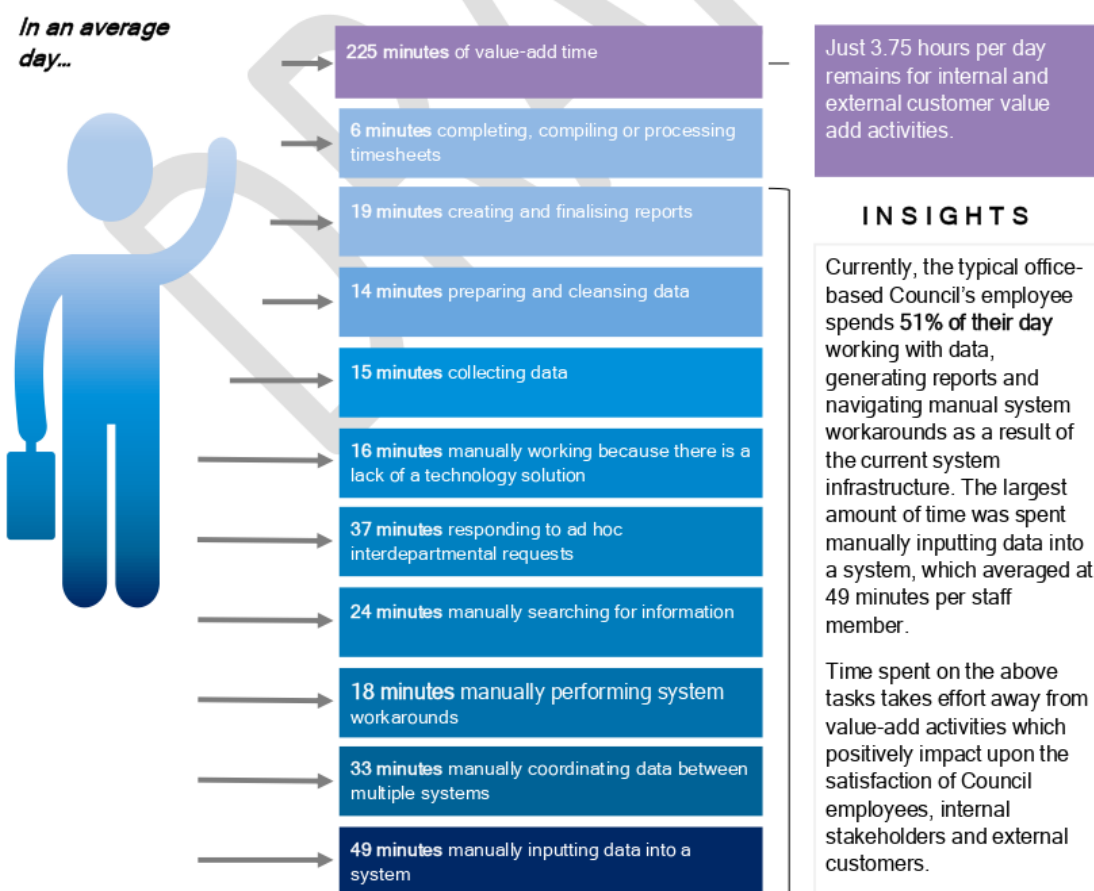 In an average
day...
225 minutes of value-add time
Just 3.75 hours per day
remains for internal and
external customer value
add activities.
6 minutes completing, compiling or processing
timesheets
19 minutes creating and finalising reports
14 minutes preparing and cleansing data
15 minutes collecting data
16 minutes manually working because there is a
lack of a technology solution
37 minutes responding to ad hoc
interdepartmental requests
24 minutes manually searching for information
18 minutes manually performing system
workarounds
33 minutes manually coordinating data between
multiple systems
49 minutes manually inputting data into a
system
INSIGHTS
Currently, the typical office-
based Council's employee
spends 51% of their day
working with data,
generating reports and
navigating manual system
workarounds as a result of
the current system
infrastructure. The largest
amount of time was spent
manually inputting data into
a system, which averaged at
49 minutes per staff
member.
Time spent on the above
tasks takes effort away from
value-add activities which
positively impact upon the
satisfaction of Council
employees, internal
stakeholders and external
customers.